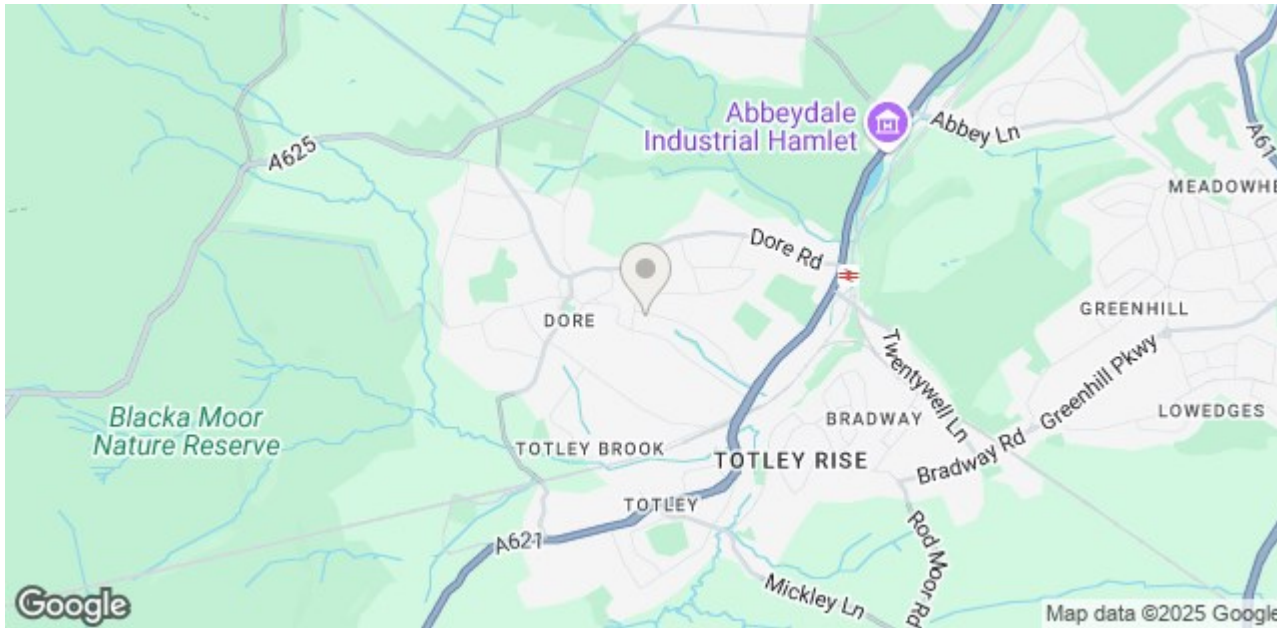 Abbeydale
Industrial Hamlet
Abbey Ln
A61
A625
MEADOWHE
Dore Rd
DORE
GREENHILL
Twentywell Ln
Greenhill Pkwy
Blacka Moor
Nature Reserve
BRADWAY
LOWEDGES
TOTLEY BROOK
TOTLEY RISE
Bradway Rd
TOTLEY
A621
Rod Moor Rd
Mickley Ln
Google
Map data ©2025 Google